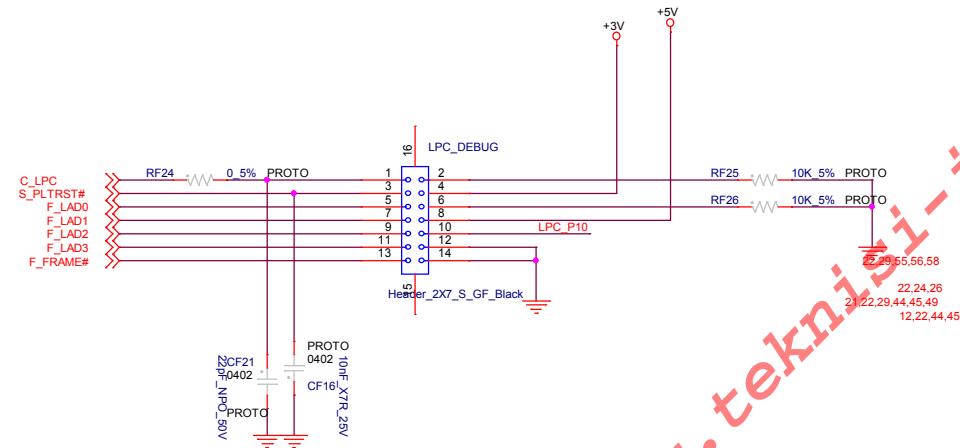 +3V
+5V
16
LPC_DEBUG
C_LPC
RF24
0_5%
PROTO
1
2
RF25
10K_5%
PROTO
S_PLTRST#
3
4
F_LAD0
5
6
RF26
10K_5%
PROTO
F_LAD1
7
8
F_LAD2
9
10
LPC_P10
F_LAD3
11
12
F_FRAME#
13
14
22,29,55,56,58
Header_2X7_S_GF_Black
22,24,26
21,22,29,44,45,49
12,22,44,45
PROTO
0402
CF16
10nF_X7R_25V
CF21
0402
22pF_NPO_50V
PROTO
.teknisi-